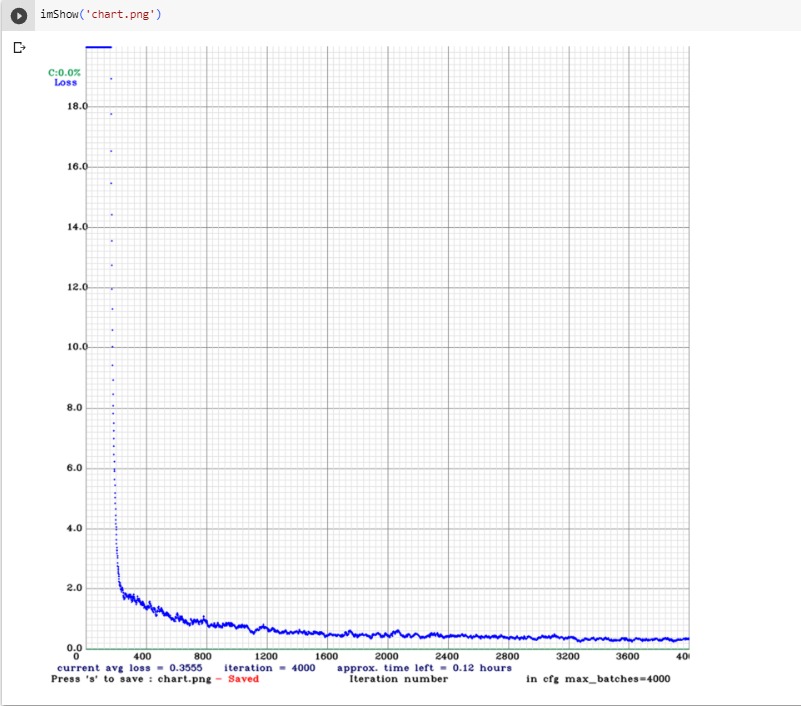 imShow('chart.png')
C:0.0%
Loss
18.0
16.0
14.0
12.0
10.0
8.0
6.0
4.0
2.0
0.0
0 400 800 1200 1600 2000 2400 2800 3200 3600 40
current avg loss = 0.3555 iteration = 4000 approx. time left = 0.12 hours
Press 's' to save : chart.png - Saved Iteration number in cfg max_batches=4000